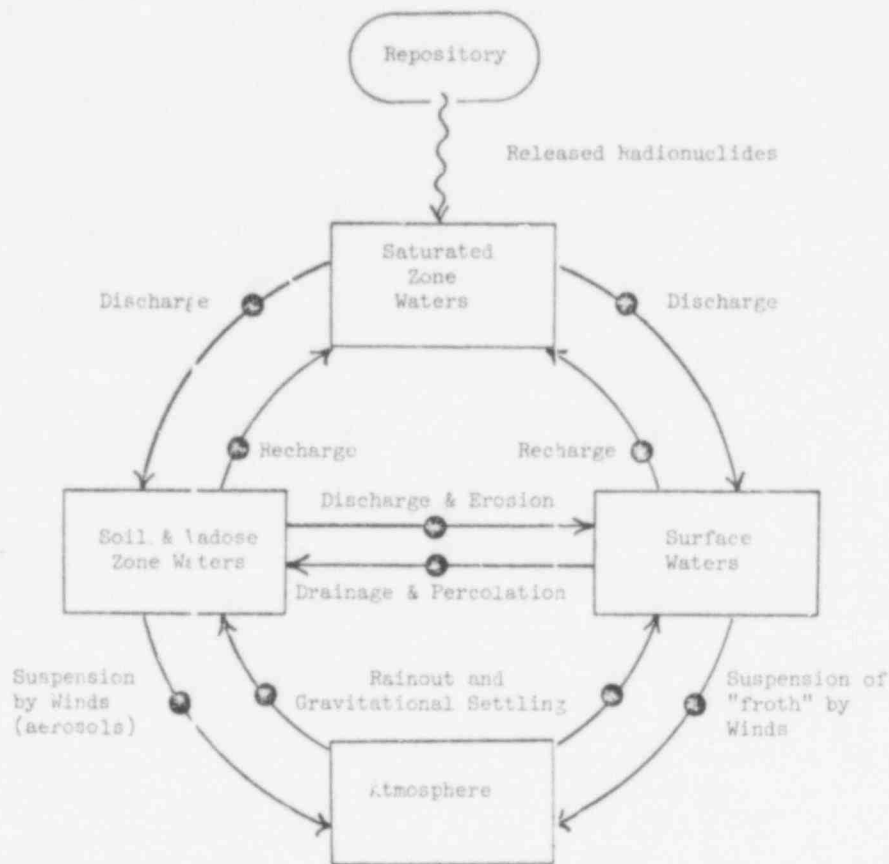 Repository
Released Radionuclides
Saturated
Zone
Waters
Discharge
Discharge
Recharge
Recharge
Discharge & Erosion
Soil & Vadose
Zone Waters
Surface
Waters
Drainage & Percolation
Suspension
by Winds
(aerosols)
Rainout and
Gravitational Settling
Suspension of
"froth" by
Winds
Atmosphere